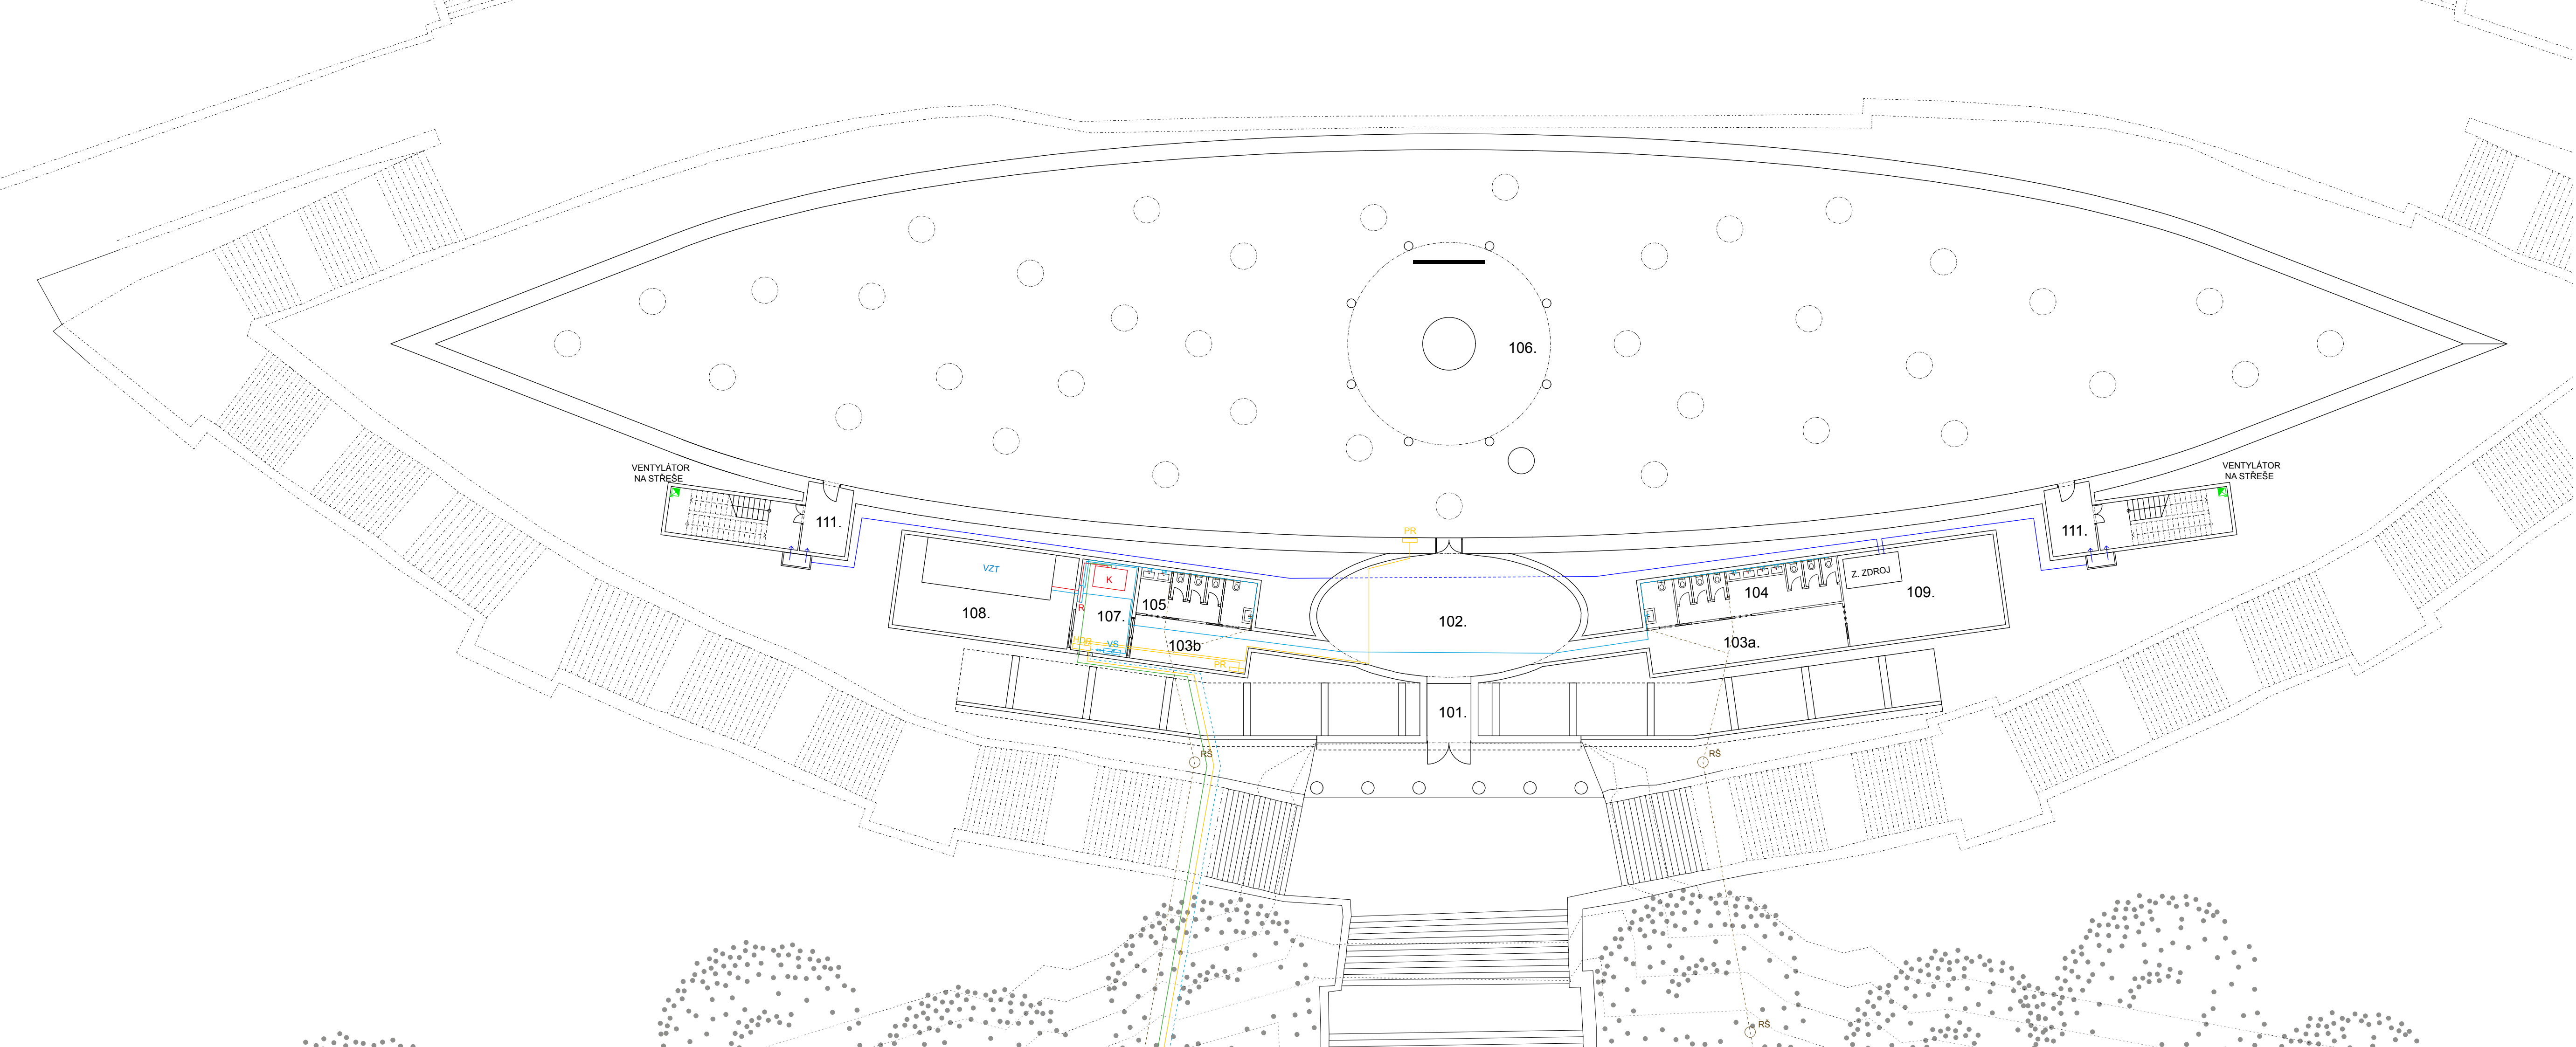 106.
VENTYLÁTOR
NA STŘEŠE
VENTYLÁTOR
NA STŘEŠE
111.
111.
PR
VZT
K
R
108.
107.
105
103b
HDR
VS
PR
102.
104
Z. ZDROJ
109.
103a.
101.
RŠ
RŠ
RŠ